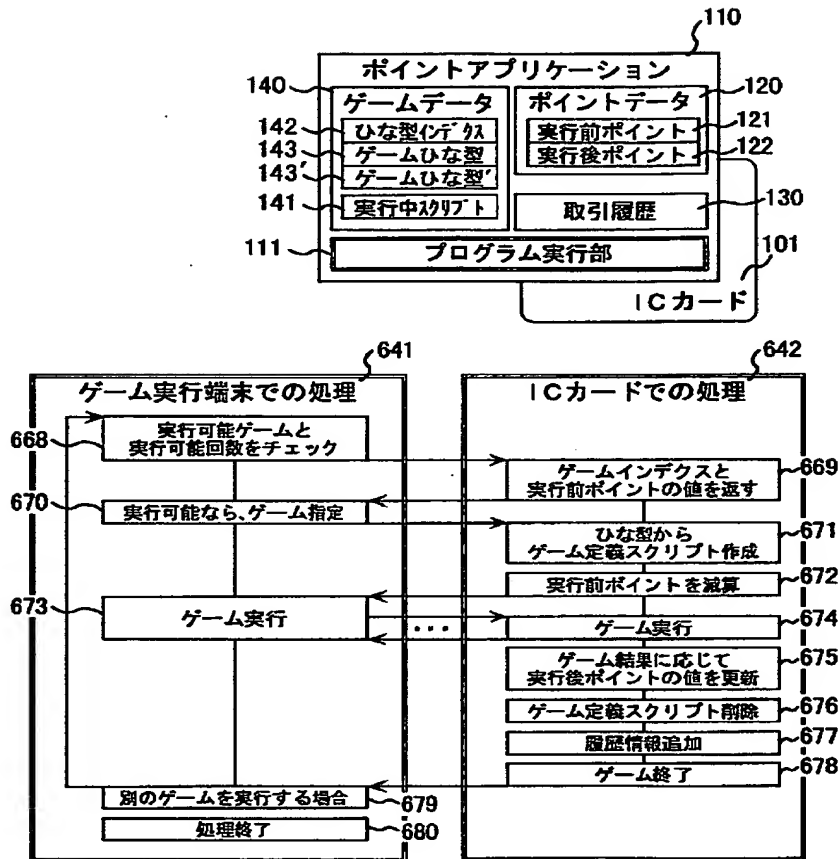 110
ポイントアプリケーション
140
ゲームデータ
142
ひな型インデクス
143
ゲームひな型
143′
ゲームひな型′
141
実行中スクリプト
120
ポイントデータ
121
実行前ポイント
122
実行後ポイント
取引履歴
130
111
プログラム実行部
101
ICカード
641
ゲーム実行端末での処理
668
実行可能ゲームと
実行可能回数をチェック
670
実行可能なら、ゲーム指定
673
ゲーム実行
・・・
別のゲームを実行する場合
679
処理終了
680
642
ICカードでの処理
ゲームインデクスと
実行前ポイントの値を返す
669
ひな型から
ゲーム定義スクリプト作成
671
実行前ポイントを減算
672
ゲーム実行
674
ゲーム結果に応じて
実行後ポイントの値を更新
675
ゲーム定義スクリプト削除
676
履歴情報追加
677
ゲーム終了
678